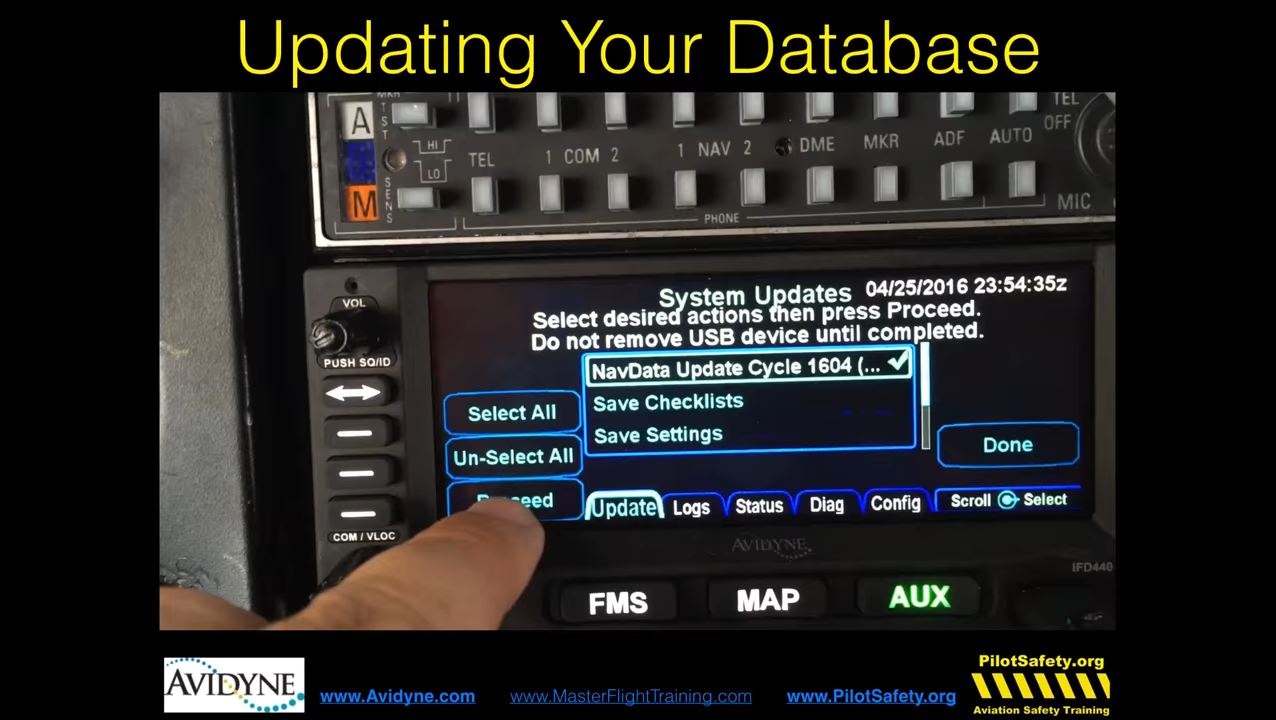 Updating Your Database
MKR
TST
A
HI
LO
SENS
M
TEL
1 COM 2
1 NAV 2
DME
MKR
ADF
AUTO
TEL
OFF
MIC
PHONE
VOL
PUSH SQ/ID
COM / VLOC
System Updates
04/25/2016 23:54:35z
Select desired actions then press Proceed.
Do not remove USB device until completed.
NavData Update Cycle 1604 (...
Save Checklists
Save Settings
Select All
Un-Select All
Done
Update
Logs
Status
Diag
Config
Scroll
Select
AVIDYNE
IFD440
FMS
MAP
AUX
AVIDYNE
www.Avidyne.com
www.MasterFlightTraining.com
www.PilotSafety.org
PilotSafety.org
Aviation Safety Training